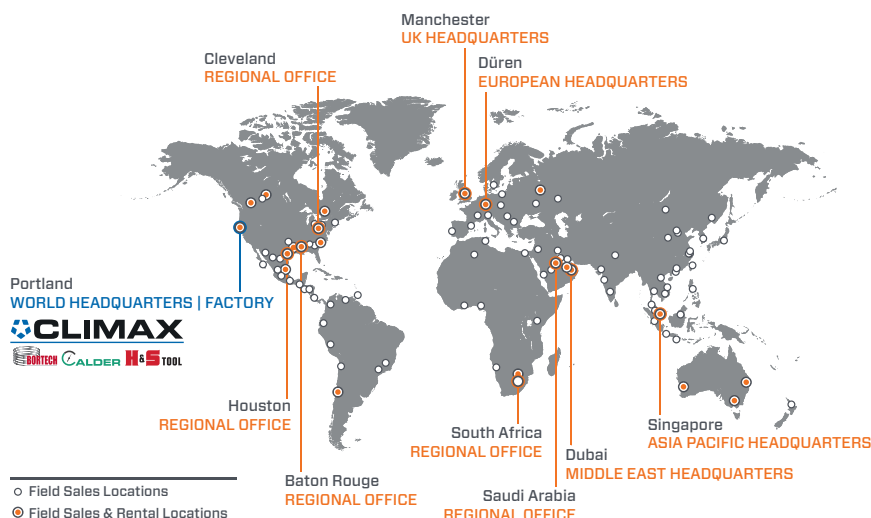 Manchester
UK HEADQUARTERS
Cleveland
REGIONAL OFFICE
Düren
EUROPEAN HEADQUARTERS
Portland
WORLD HEADQUARTERS | FACTORY
CLIMAX
BORTECH CALDER H&S TOOL
Houston
REGIONAL OFFICE
South Africa
REGIONAL OFFICE
Singapore
ASIA PACIFIC HEADQUARTERS
Dubai
MIDDLE EAST HEADQUARTERS
Baton Rouge
REGIONAL OFFICE
Saudi Arabia
REGIONAL OFFICE
Field Sales Locations
Field Sales & Rental Locations